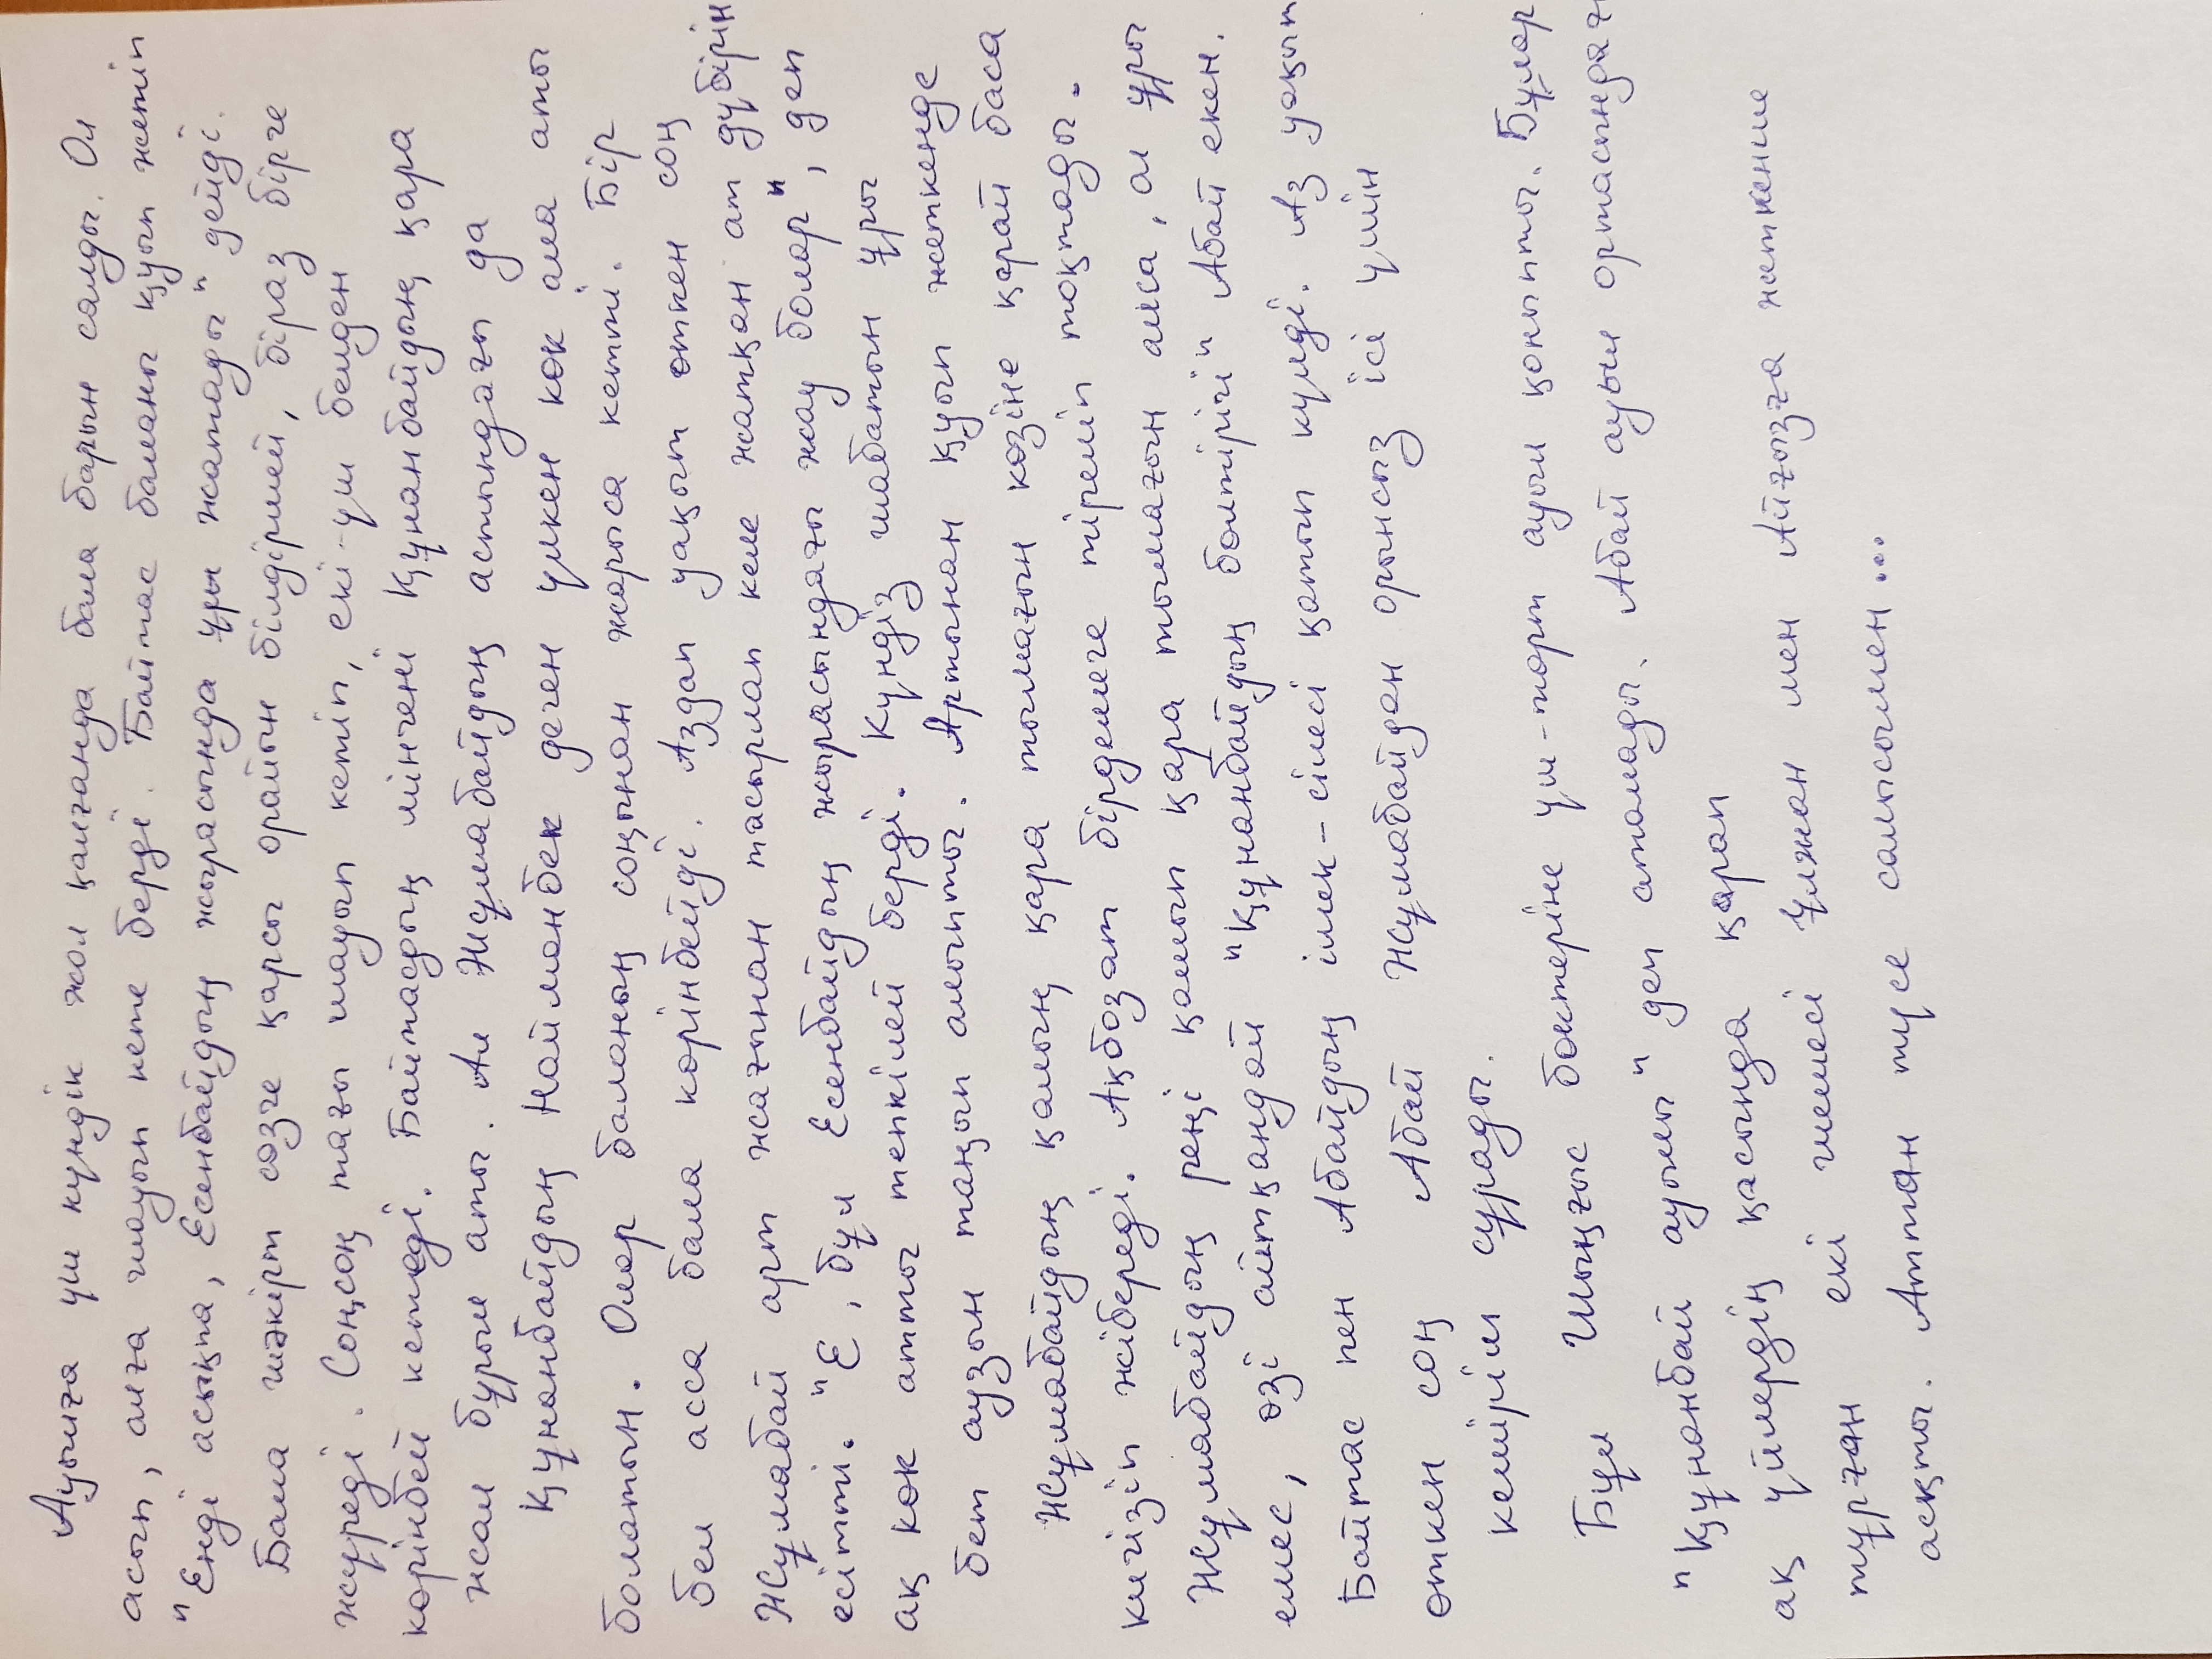 Ауылға үш күндік жол қалғанда бала барын салды. Ол
асып, алға шауып кете берді. Байтас баланы қуып жетіп
"Енді асықпа, Есенбайдың жырасында ұры жатады" дейді.
Бала шәкірт сөзге қарсы орайын білдірмей, біраз бірге
жүреді. Соңсоң тағы шауып кетіп, екі-үш белден
көрінбей кетеді. Байтасдың мінгені Құнанбайдың қара
жал бурыл аты. Ал Жұмабайдың астындағы да
Құнанбайдың Найманбек деген үлкен көк ала аты
болатын. Олар баланың соңынан жарыса кетті. Бір
бел асса бала көрінбейді. Аздап уақыт өткен соң
Жұмабай арт жағынан тасырлап келе жатқан ат дүбірін
есітті. "Е, бұл Есенбайдың жырасындағы жау болар", деп
ақ көк атты тепкілей берді. Күндіз шабатын ұры
бет аузын таңып алыпты. Артынан қуып жеткенде
Жұмабайдың қалың қара тымағын көзіне қарай баса
кигізіп жібереді. Ақбозат бірдемеге тіреліп тоқтады.
Жұмабайдың реңі қашып қара тымағын алса, ол ұры
емес, өзі айтқандай "Құнанбайдың бөлтірігі" Абай екен.
Байтас пен Абайдың ішек-сілесі қатып күлді. Аз уақыт
өткен соң Абай Жұмабайдан орынсыз ісі үшін
кешірім сұрады.
Бұл Шыңғыс бөктеріне үш-төрт ауыл қоныпты. Бұлар
"Құнанбай ауылы" деп аталады. Абай ауыл ортасындағы
ақ үйлердің қасында қарап
тұрған екі шешесі Ұлжан мен Айғызға жеткенше
асқты. Аттан түсе салысымен...